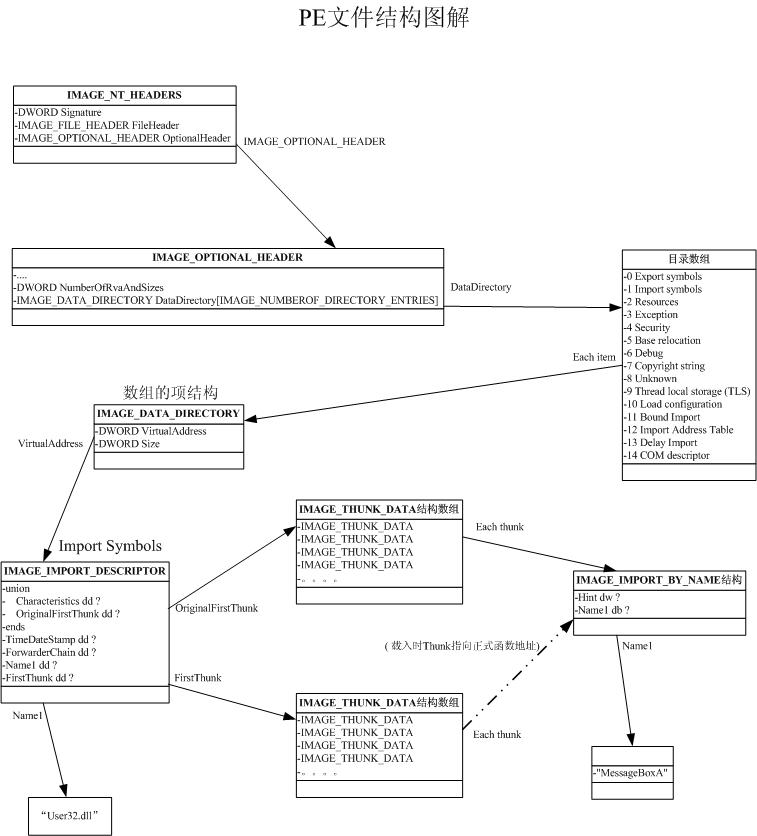 PE文件结构图解
IMAGE_NT_HEADERS
-DWORD Signature
-IMAGE_FILE_HEADER FileHeader
-IMAGE_OPTIONAL_HEADER OptionalHeader
IMAGE_OPTIONAL_HEADER
IMAGE_OPTIONAL_HEADER
-....
-DWORD NumberOfRvaAndSizes
-IMAGE_DATA_DIRECTORY DataDirectory[IMAGE_NUMBEROF_DIRECTORY_ENTRIES]
DataDirectory
目录数组
-0 Export symbols
-1 Import symbols
-2 Resources
-3 Exception
-4 Security
-5 Base relocation
-6 Debug
-7 Copyright string
-8 Unknown
-9 Thread local storage (TLS)
-10 Load configuration
-11 Bound Import
-12 Import Address Table
-13 Delay Import
-14 COM descriptor
Each item
数组的项结构
IMAGE_DATA_DIRECTORY
-DWORD VirtualAddress
-DWORD Size
VirtualAddress
Import Symbols
IMAGE_IMPORT_DESCRIPTOR
-union
- Characteristics dd ?
- OriginalFirstThunk dd ?
-ends
-TimeDateStamp dd ?
-ForwarderChain dd ?
-Name1 dd ?
-FirstThunk dd ?
OriginalFirstThunk
FirstThunk
Name1
“User32.dll”
IMAGE_THUNK_DATA结构数组
-IMAGE_THUNK_DATA
-IMAGE_THUNK_DATA
-IMAGE_THUNK_DATA
-IMAGE_THUNK_DATA
-。。。。
Each thunk
IMAGE_IMPORT_BY_NAME结构
-Hint dw ?
-Name1 db ?
( 载入时Thunk指向正式函数地址)
IMAGE_THUNK_DATA结构数组
-IMAGE_THUNK_DATA
-IMAGE_THUNK_DATA
-IMAGE_THUNK_DATA
-IMAGE_THUNK_DATA
-。。。。
Each thunk
Name1
-"MessageBoxA"